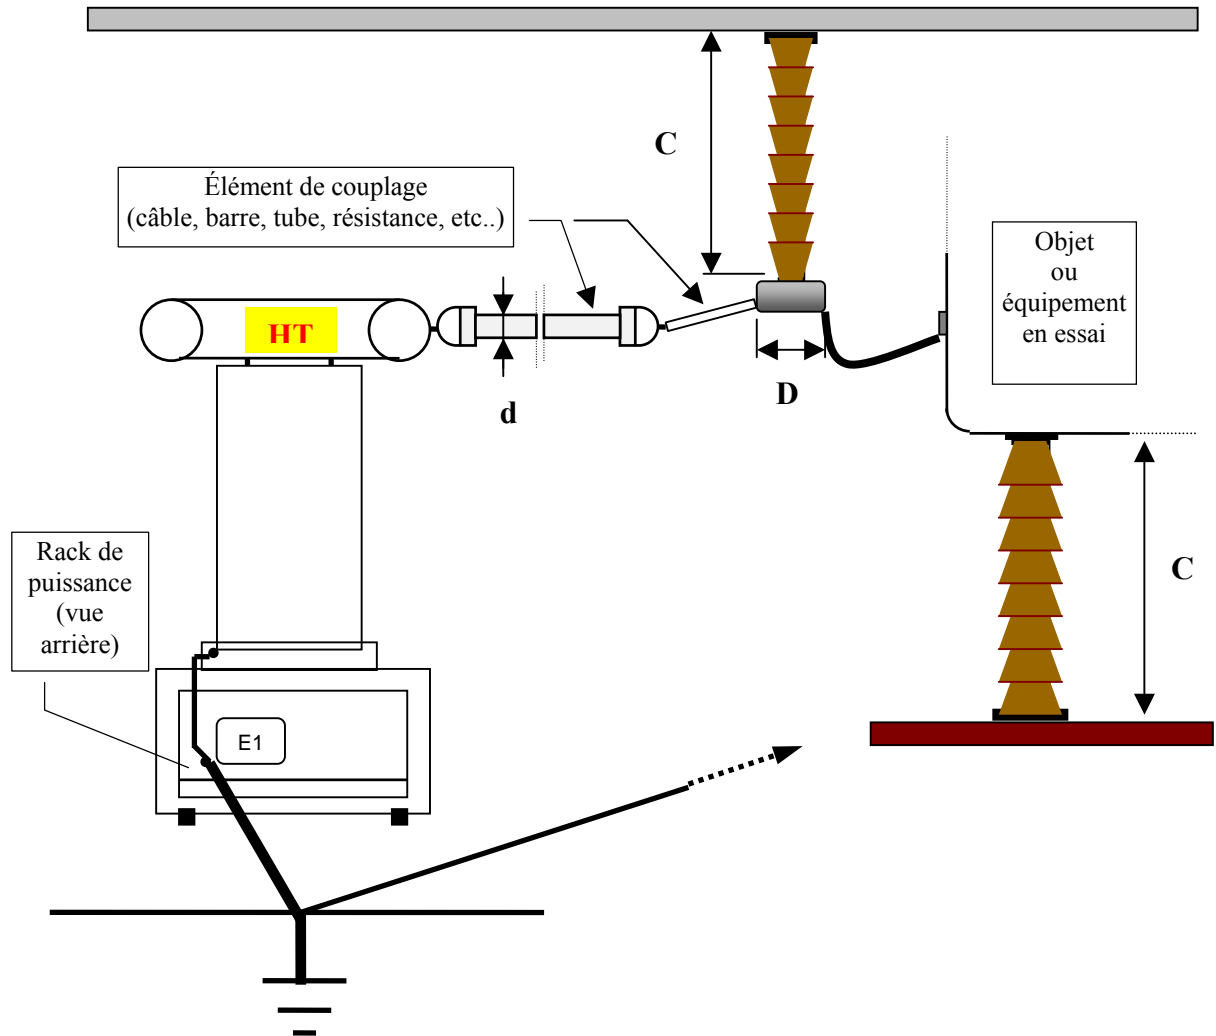 C
Élément de couplage
(câble, barre, tube, résistance, etc..)
Objet
ou
équipement
en essai
HT
d
D
Rack de
puissance
(vue
arrière)
C
E1